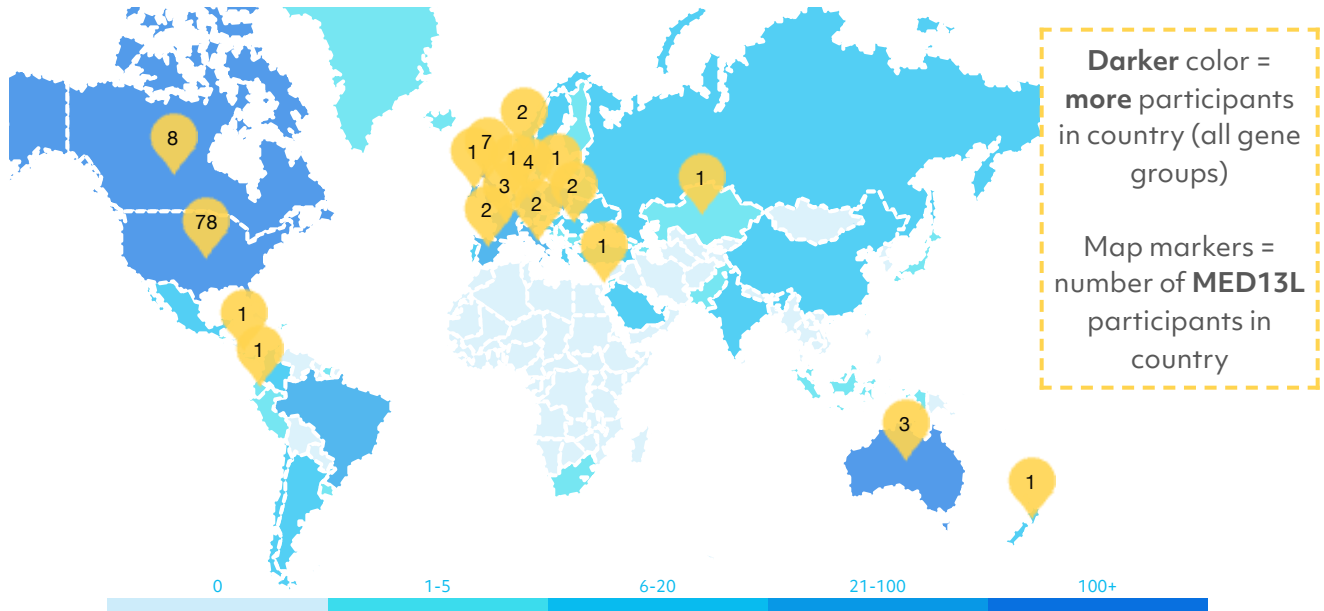 Darker color =
more participants
in country (all gene
groups)
Map markers =
number of MED13L
participants in
country
8
78
1
1
2
1
7
1
4
1
3
2
2
2
1
1
3
1
0
1-5
6-20
21-100
100+